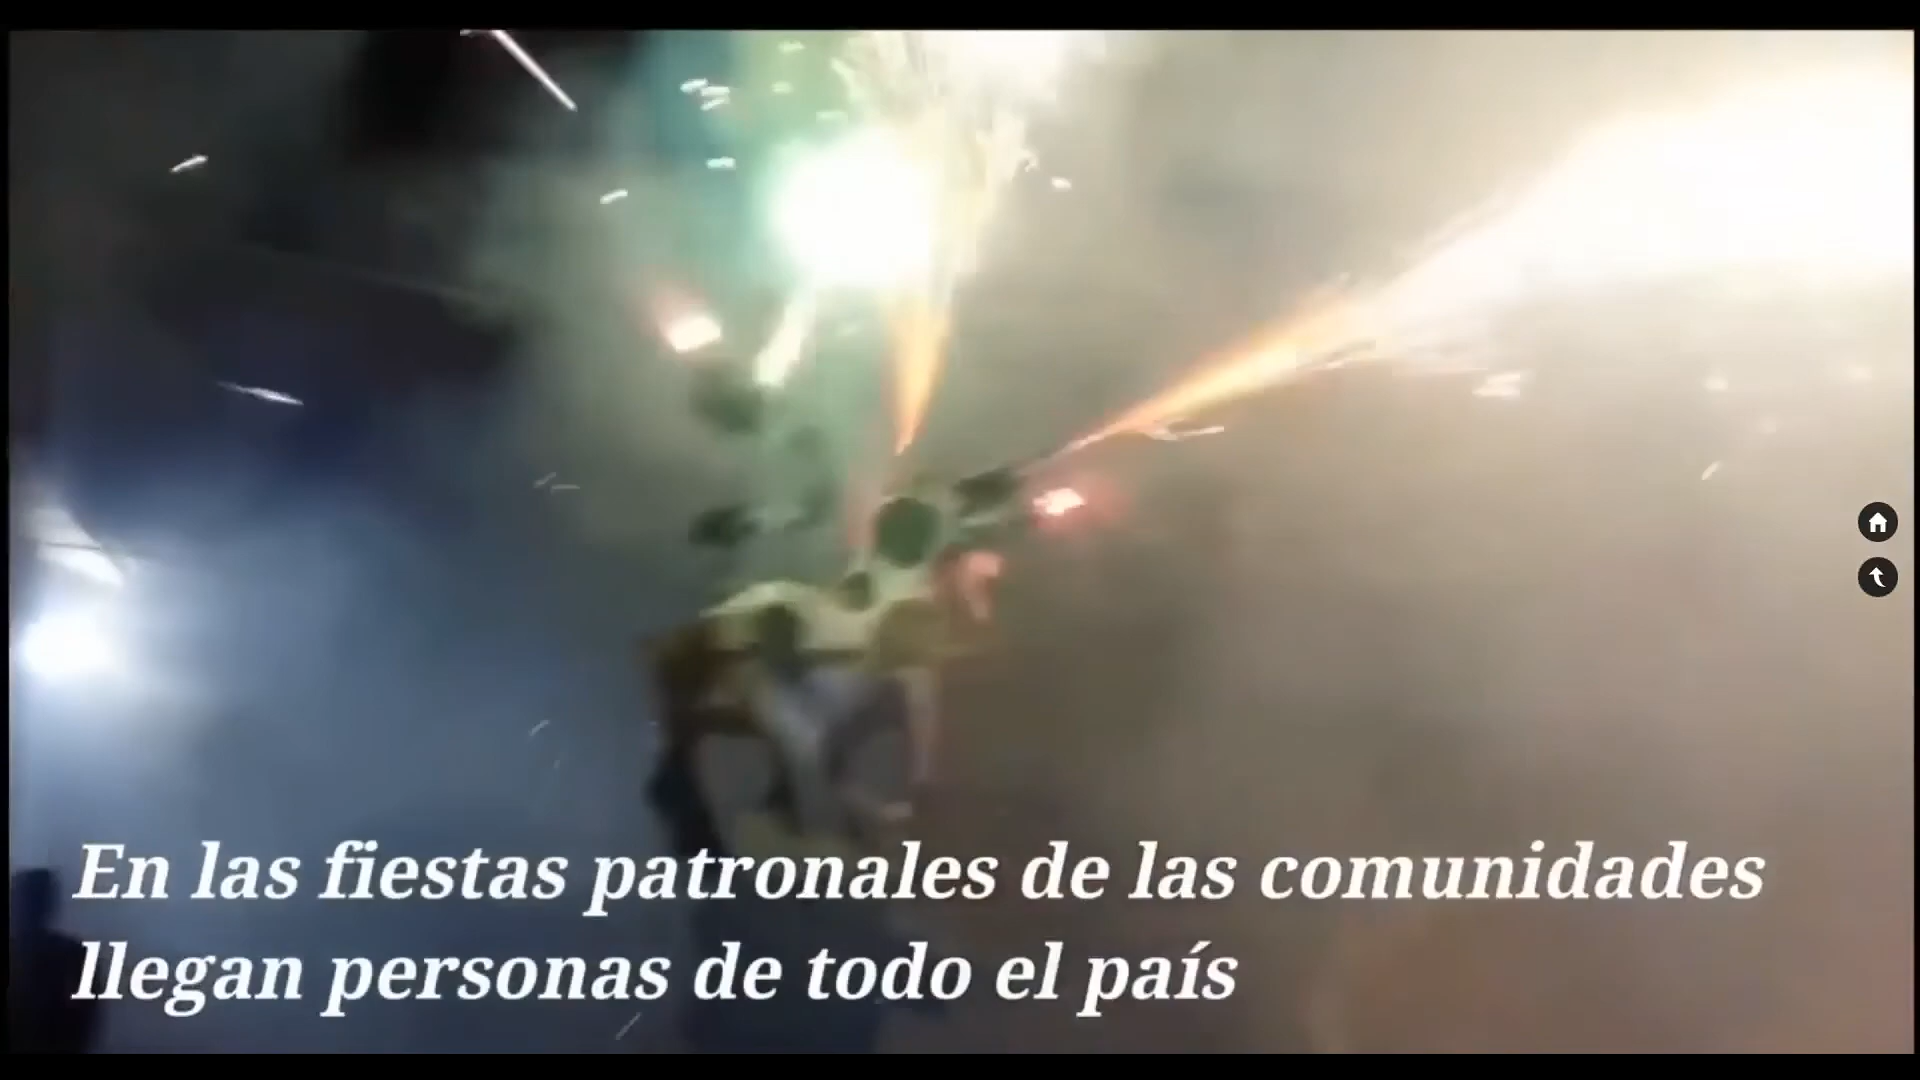 En las fiestas patronales de las comunidades
llegan personas de todo el país